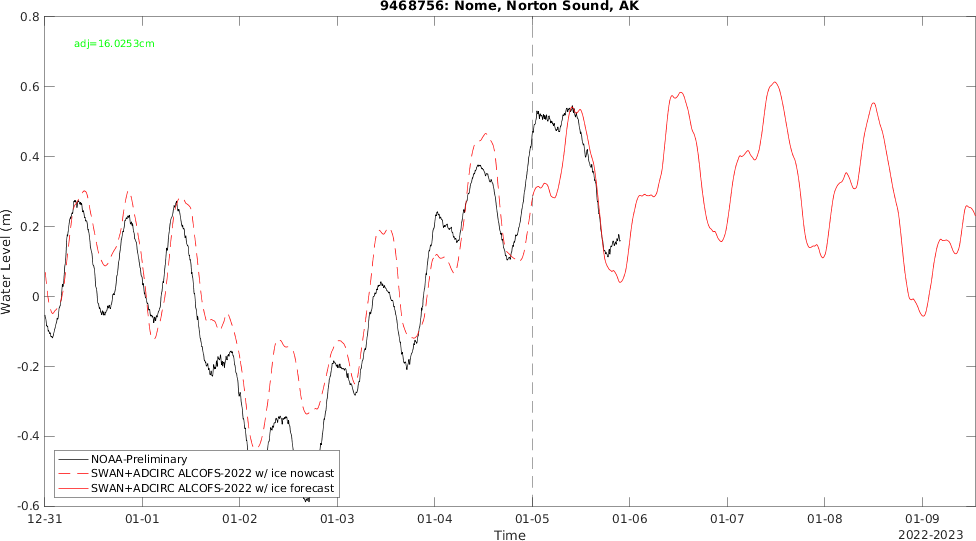 9468756: Nome, Norton Sound, AK
adj=16.0253cm
0.8
0.6
0.4
0.2
0
-0.2
-0.4
-0.6
Water Level (m)
NOAA-Preliminary
SWAN+ADCIRC ALCOFS-2022 w/ ice nowcast
SWAN+ADCIRC ALCOFS-2022 w/ ice forecast
12-31 01-01 01-02 01-03 01-04 01-05 01-06 01-07 01-08 01-09
Time
2022-2023